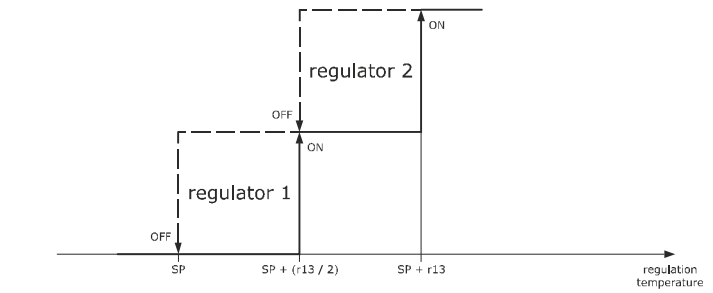 ON
regulator 2
OFF
ON
regulator 1
OFF
SP
SP + (r13 / 2)
SP + r13
regulation
temperature